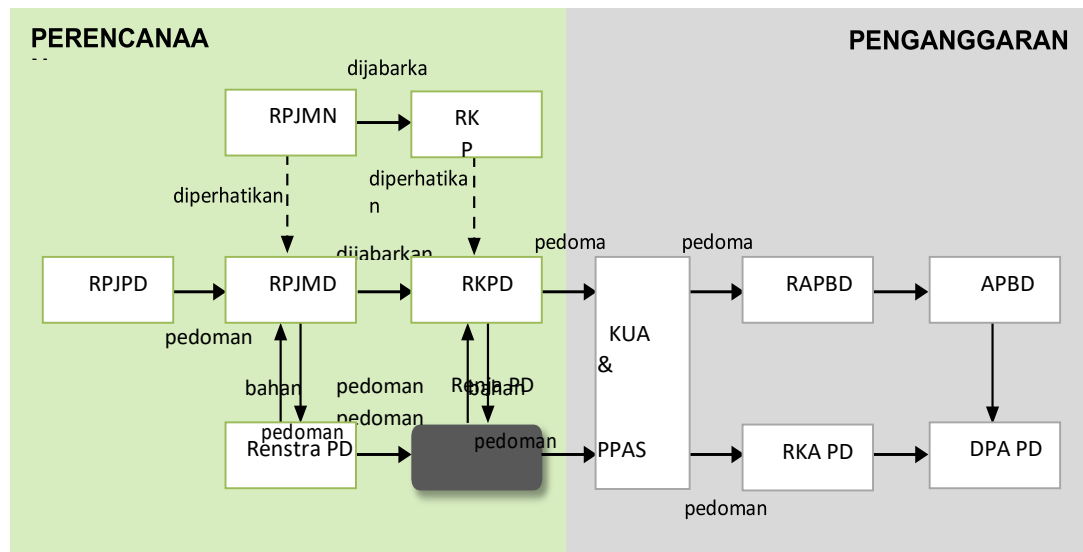 PERENCANAA
PENGANGGARAN
dijabarka
RPJMN
RK
P
diperhatikan
diperhatika
n
dijabarkan
pedoma
pedoma
RPJPD
RPJMD
RKPD
RAPBD
APBD
pedoman
KUA
&
bahan
pedoman
Renja PD
bahan
pedoman
pedoman
Renstra PD
pedoman
PPAS
RKA PD
DPA PD
pedoman